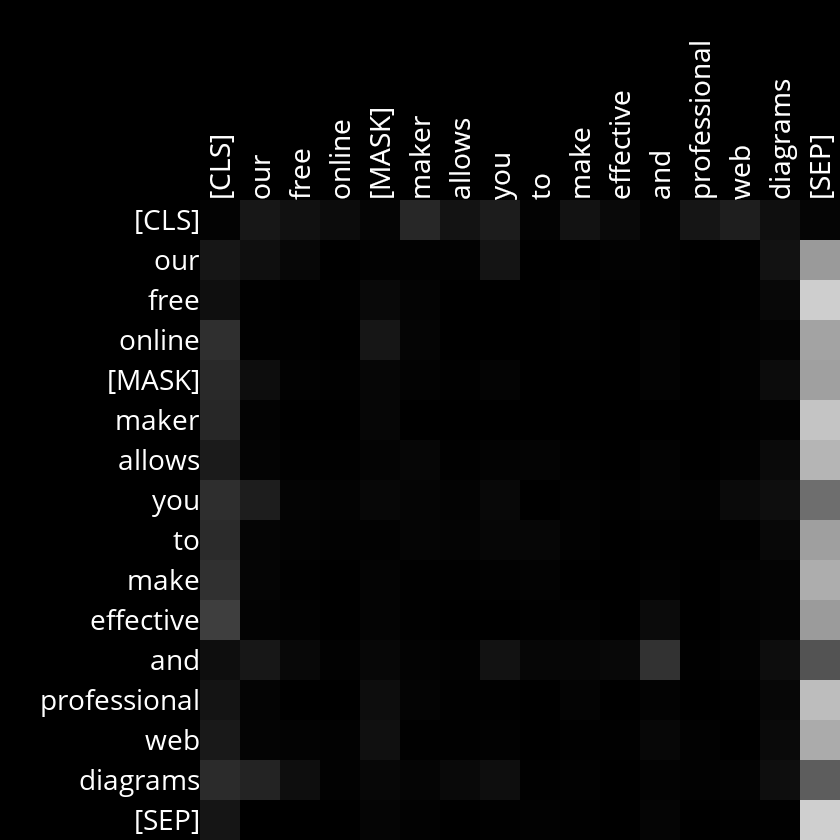 [CLS] our free online [MASK] maker allows you to make effective and professional web diagrams [SEP]
[CLS]
our
free
online
[MASK]
maker
allows
you
to
make
effective
and
professional
web
diagrams
[SEP]